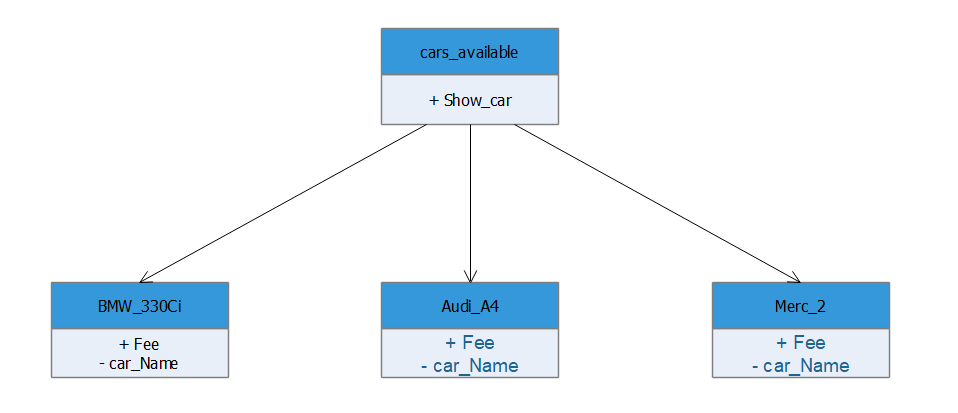 cars_available
+ Show_car
BMW_330Ci
+ Fee
- car_Name
Audi_A4
+ Fee
- car_Name
Merc_2
+ Fee
- car_Name